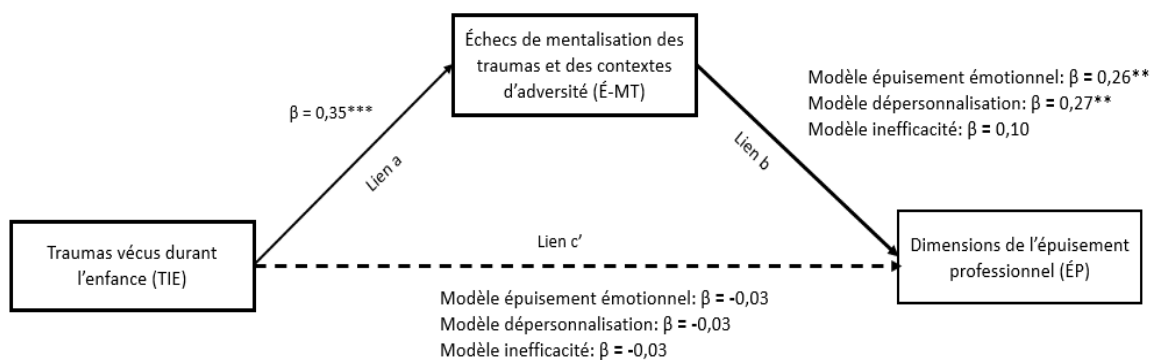 Échecs de mentalisation des
traumas et des contextes
d'adversité (É-MT)
β = 0,35***
Lien a
Lien b
Modèle épuisement émotionnel: β = 0,26**
Modèle dépersonnalisation: β = 0,27**
Modèle inefficacité: β = 0,10
Traumas vécus durant
l'enfance (TIE)
Lien c'
Dimensions de l'épuisement
professionnel (ÉP)
Modèle épuisement émotionnel: β = -0,03
Modèle dépersonnalisation: β = -0,03
Modèle inefficacité: β = -0,03